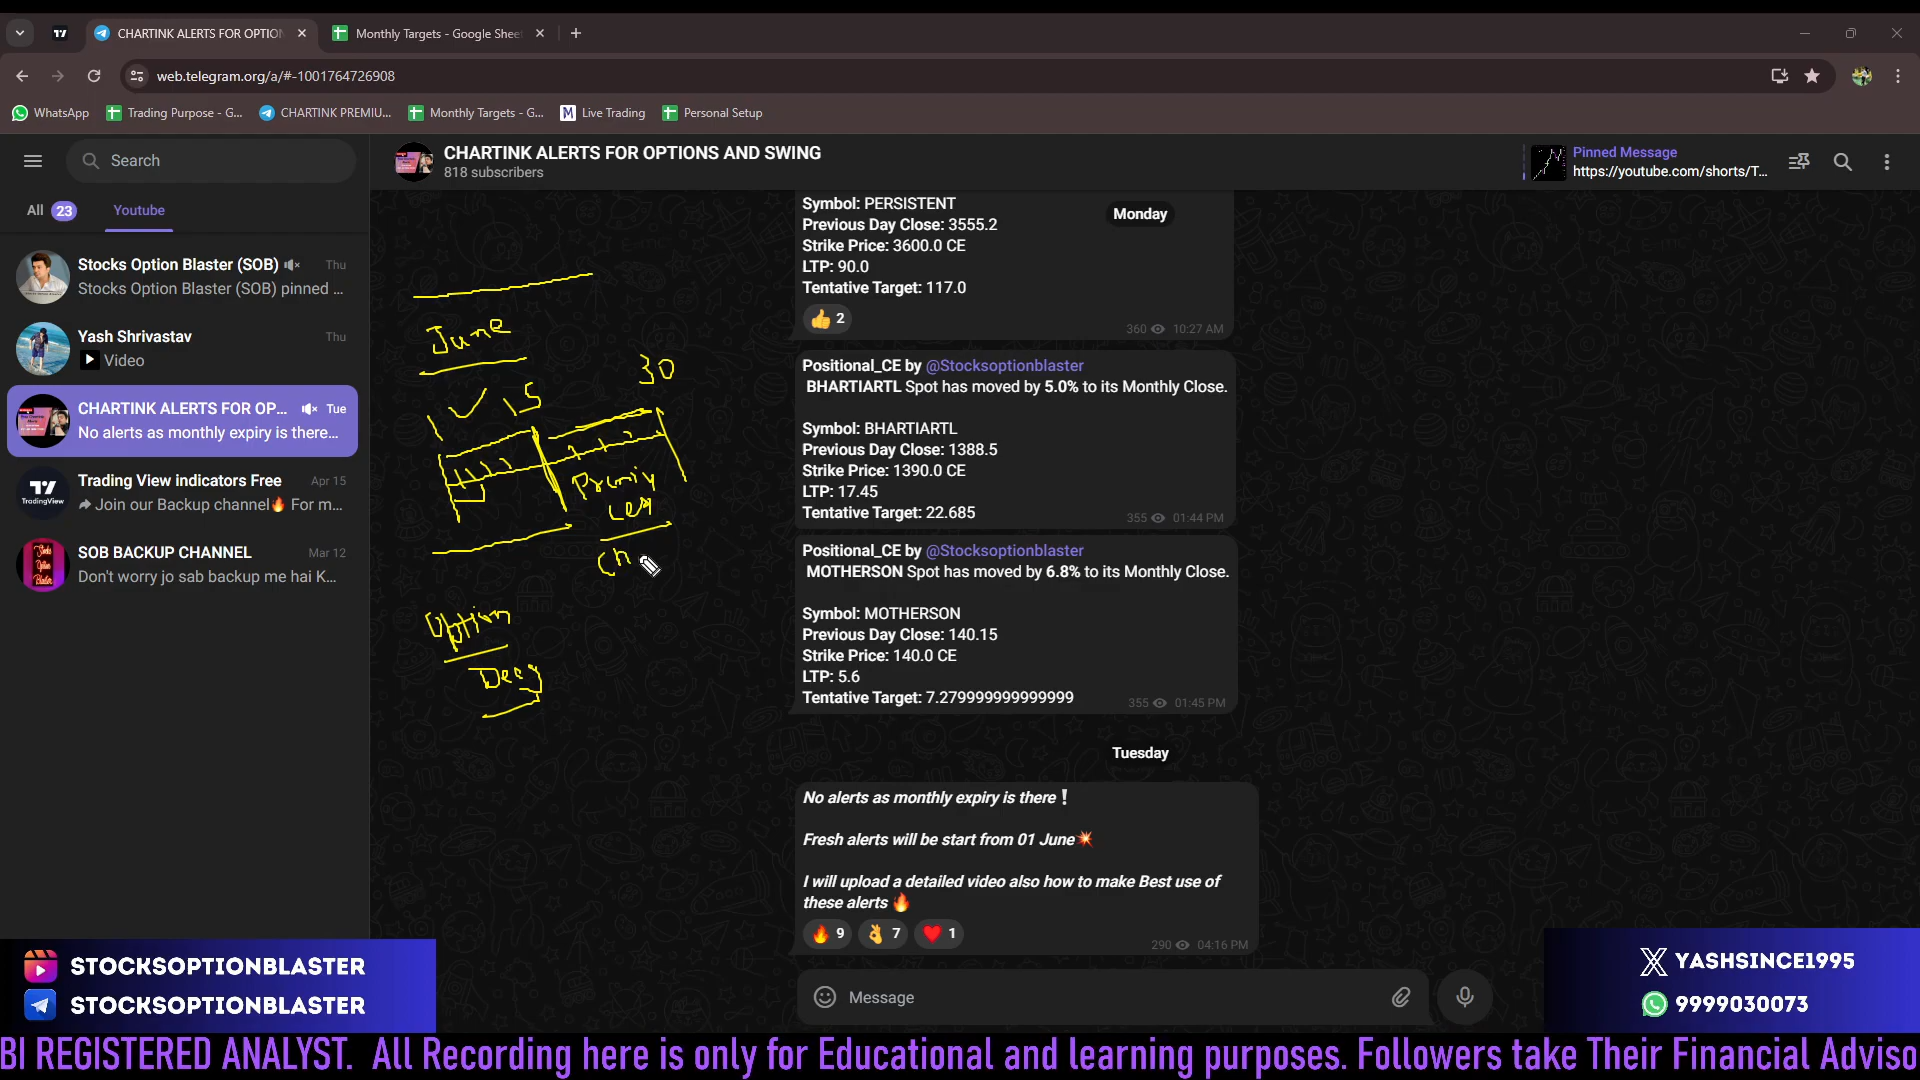 CHARTINK ALERTS FOR OPTION
Monthly Targets - Google Shee
web.telegram.org/a/#-1001764726908
WhatsApp
Trading Purpose - G...
CHARTINK PREMIU...
Monthly Targets - G...
Live Trading
Personal Setup
Search
CHARTINK ALERTS FOR OPTIONS AND SWING
818 subscribers
Pinned Message
https://youtube.com/shorts/T...
All 23
Youtube
Stocks Option Blaster (SOB) Thu
Stocks Option Blaster (SOB) pinned ...
Yash Shrivastav Thu
Video
CHARTINK ALERTS FOR OP... Tue
No alerts as monthly expiry is there...
Trading View indicators Free Apr 15
Join our Backup channel🔥 For m...
SOB BACKUP CHANNEL Mar 12
Don't worry jo sab backup me hai K...
June
15
30
Option
Monday
Symbol: PERSISTENT
Previous Day Close: 3555.2
Strike Price: 3600.0 CE
LTP: 90.0
Tentative Target: 117.0
👍 2
360 10:27 AM
Positional_CE by @Stocksoptionblaster
BHARTIARTL Spot has moved by 5.0% to its Monthly Close.
Symbol: BHARTIARTL
Previous Day Close: 1388.5
Strike Price: 1390.0 CE
LTP: 17.45
Tentative Target: 22.685
355 01:44 PM
Positional_CE by @Stocksoptionblaster
MOTHERSON Spot has moved by 6.8% to its Monthly Close.
Symbol: MOTHERSON
Previous Day Close: 140.15
Strike Price: 140.0 CE
LTP: 5.6
Tentative Target: 7.279999999999999
355 01:45 PM
Tuesday
No alerts as monthly expiry is there❗
Fresh alerts will be start from 01 June💥
I will upload a detailed video also how to make Best use of
these alerts 🔥
🔥 9 👌 7 ❤️ 1
290 04:16 PM
Message
STOCKSOPTIONBLASTER
STOCKSOPTIONBLASTER
YASHSINCE1995
9999030073
BI REGISTERED ANALYST. All Recording here is only for Educational and learning purposes. Followers take Their Financial Adviso